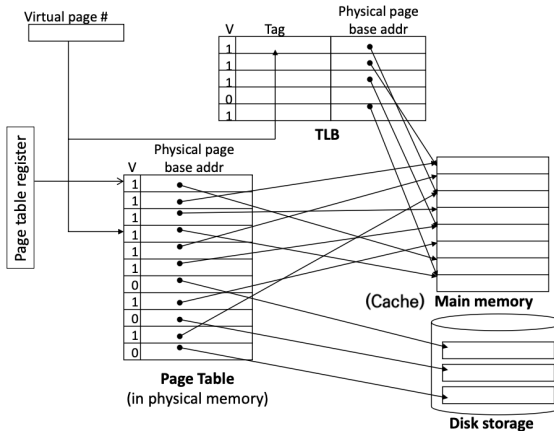 Virtual page #
Physical page
base addr
V Tag
1
1
1
0
1
TLB
Page table register
Physical page
base addr
V
1
1
1
1
1
1
0
1
0
1
0
(Cache) Main memory
Page Table
(in physical memory)
Disk storage